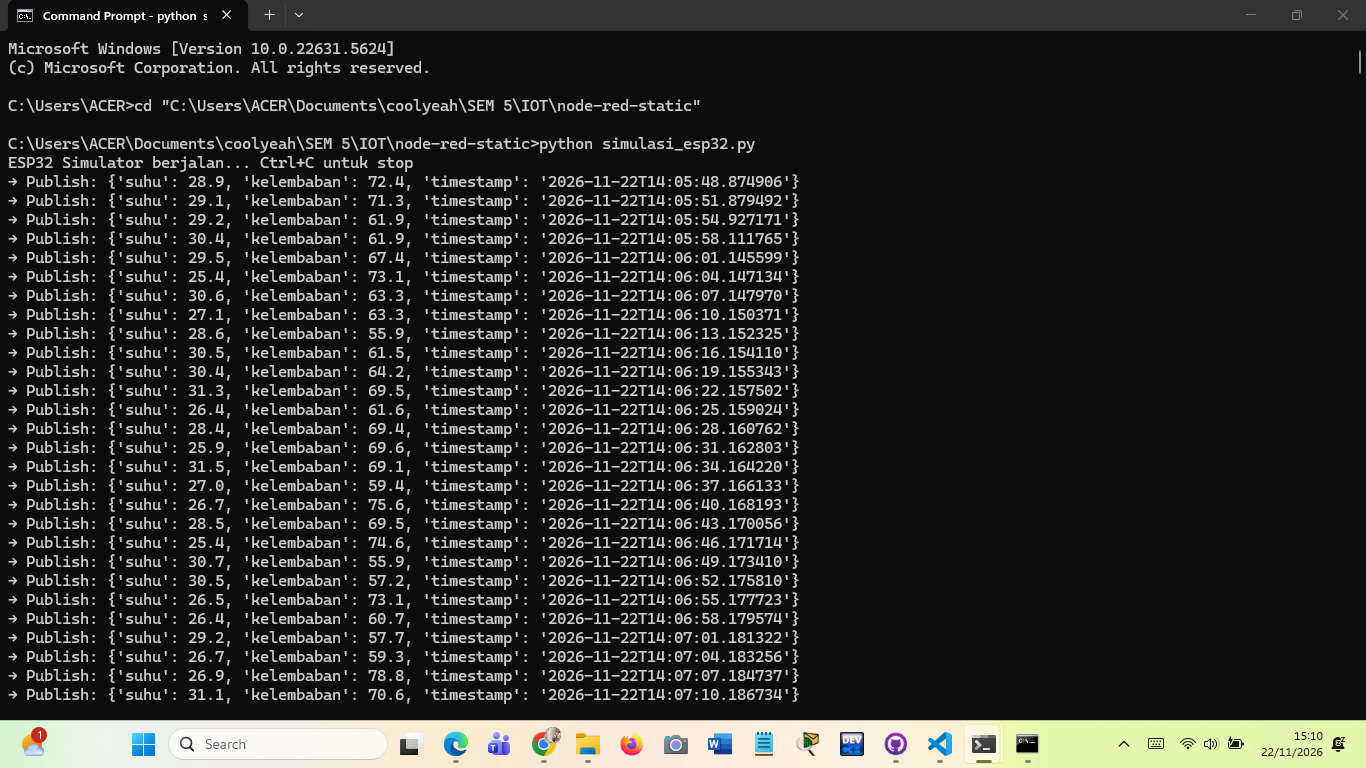 Command Prompt - python s
Microsoft Windows [Version 10.0.22631.5624]
(c) Microsoft Corporation. All rights reserved.
C:\Users\ACER>cd "C:\Users\ACER\Documents\coolyeah\SEM 5\IOT\node-red-static"
C:\Users\ACER\Documents\coolyeah\SEM 5\IOT\node-red-static>python simulasi_esp32.py
ESP32 Simulator berjalan... Ctrl+C untuk stop
→ Publish: {'suhu': 28.9, 'kelembaban': 72.4, 'timestamp': '2026-11-22T14:05:48.874906'}
→ Publish: {'suhu': 29.1, 'kelembaban': 71.3, 'timestamp': '2026-11-22T14:05:51.879492'}
→ Publish: {'suhu': 29.2, 'kelembaban': 61.9, 'timestamp': '2026-11-22T14:05:54.927171'}
→ Publish: {'suhu': 30.4, 'kelembaban': 61.9, 'timestamp': '2026-11-22T14:05:58.111765'}
→ Publish: {'suhu': 29.5, 'kelembaban': 67.4, 'timestamp': '2026-11-22T14:06:01.145599'}
→ Publish: {'suhu': 25.4, 'kelembaban': 73.1, 'timestamp': '2026-11-22T14:06:04.147134'}
→ Publish: {'suhu': 30.6, 'kelembaban': 63.3, 'timestamp': '2026-11-22T14:06:07.147970'}
→ Publish: {'suhu': 27.1, 'kelembaban': 63.3, 'timestamp': '2026-11-22T14:06:10.150371'}
→ Publish: {'suhu': 28.6, 'kelembaban': 55.9, 'timestamp': '2026-11-22T14:06:13.152325'}
→ Publish: {'suhu': 30.5, 'kelembaban': 61.5, 'timestamp': '2026-11-22T14:06:16.154110'}
→ Publish: {'suhu': 30.4, 'kelembaban': 64.2, 'timestamp': '2026-11-22T14:06:19.155343'}
→ Publish: {'suhu': 31.3, 'kelembaban': 69.5, 'timestamp': '2026-11-22T14:06:22.157502'}
→ Publish: {'suhu': 26.4, 'kelembaban': 61.6, 'timestamp': '2026-11-22T14:06:25.159024'}
→ Publish: {'suhu': 28.4, 'kelembaban': 69.4, 'timestamp': '2026-11-22T14:06:28.160762'}
→ Publish: {'suhu': 25.9, 'kelembaban': 69.6, 'timestamp': '2026-11-22T14:06:31.162803'}
→ Publish: {'suhu': 31.5, 'kelembaban': 69.1, 'timestamp': '2026-11-22T14:06:34.164220'}
→ Publish: {'suhu': 27.0, 'kelembaban': 59.4, 'timestamp': '2026-11-22T14:06:37.166133'}
→ Publish: {'suhu': 26.7, 'kelembaban': 75.6, 'timestamp': '2026-11-22T14:06:40.168193'}
→ Publish: {'suhu': 28.5, 'kelembaban': 69.5, 'timestamp': '2026-11-22T14:06:43.170056'}
→ Publish: {'suhu': 25.4, 'kelembaban': 74.6, 'timestamp': '2026-11-22T14:06:46.171714'}
→ Publish: {'suhu': 30.7, 'kelembaban': 55.9, 'timestamp': '2026-11-22T14:06:49.173410'}
→ Publish: {'suhu': 30.5, 'kelembaban': 57.2, 'timestamp': '2026-11-22T14:06:52.175810'}
→ Publish: {'suhu': 26.5, 'kelembaban': 73.1, 'timestamp': '2026-11-22T14:06:55.177723'}
→ Publish: {'suhu': 26.4, 'kelembaban': 60.7, 'timestamp': '2026-11-22T14:06:58.179574'}
→ Publish: {'suhu': 29.2, 'kelembaban': 57.7, 'timestamp': '2026-11-22T14:07:01.181322'}
→ Publish: {'suhu': 26.7, 'kelembaban': 59.3, 'timestamp': '2026-11-22T14:07:04.183256'}
→ Publish: {'suhu': 26.9, 'kelembaban': 78.8, 'timestamp': '2026-11-22T14:07:07.184737'}
→ Publish: {'suhu': 31.1, 'kelembaban': 70.6, 'timestamp': '2026-11-22T14:07:10.186734'}
1
Search
DEV
15:10
22/11/2026